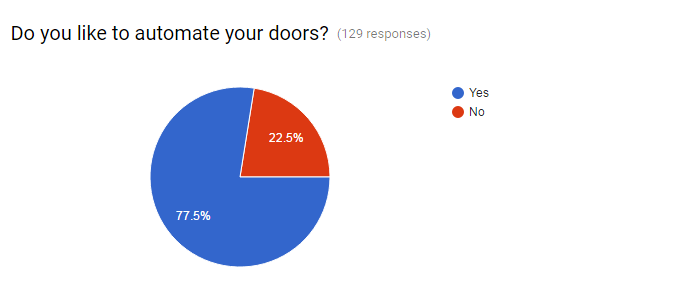 Do you like to automate your doors? (129 responses)
Yes
No
22.5%
77.5%